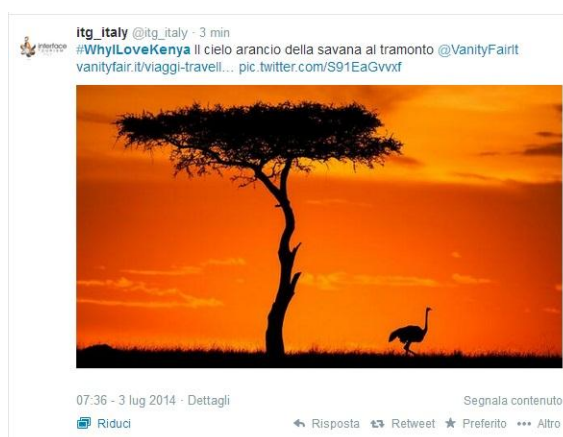 itg_italy @itg_italy · 3 min
interface
#WhyILoveKenya Il cielo arancio della savana al tramonto @VanityFairIt
vanityfair.it/viaggi-travell… pic.twitter.com/S91EaGvvxf
07:36 - 3 lug 2014 · Dettagli
Segnala contenuto
Riduci
Risposta Retweet Preferito Altro